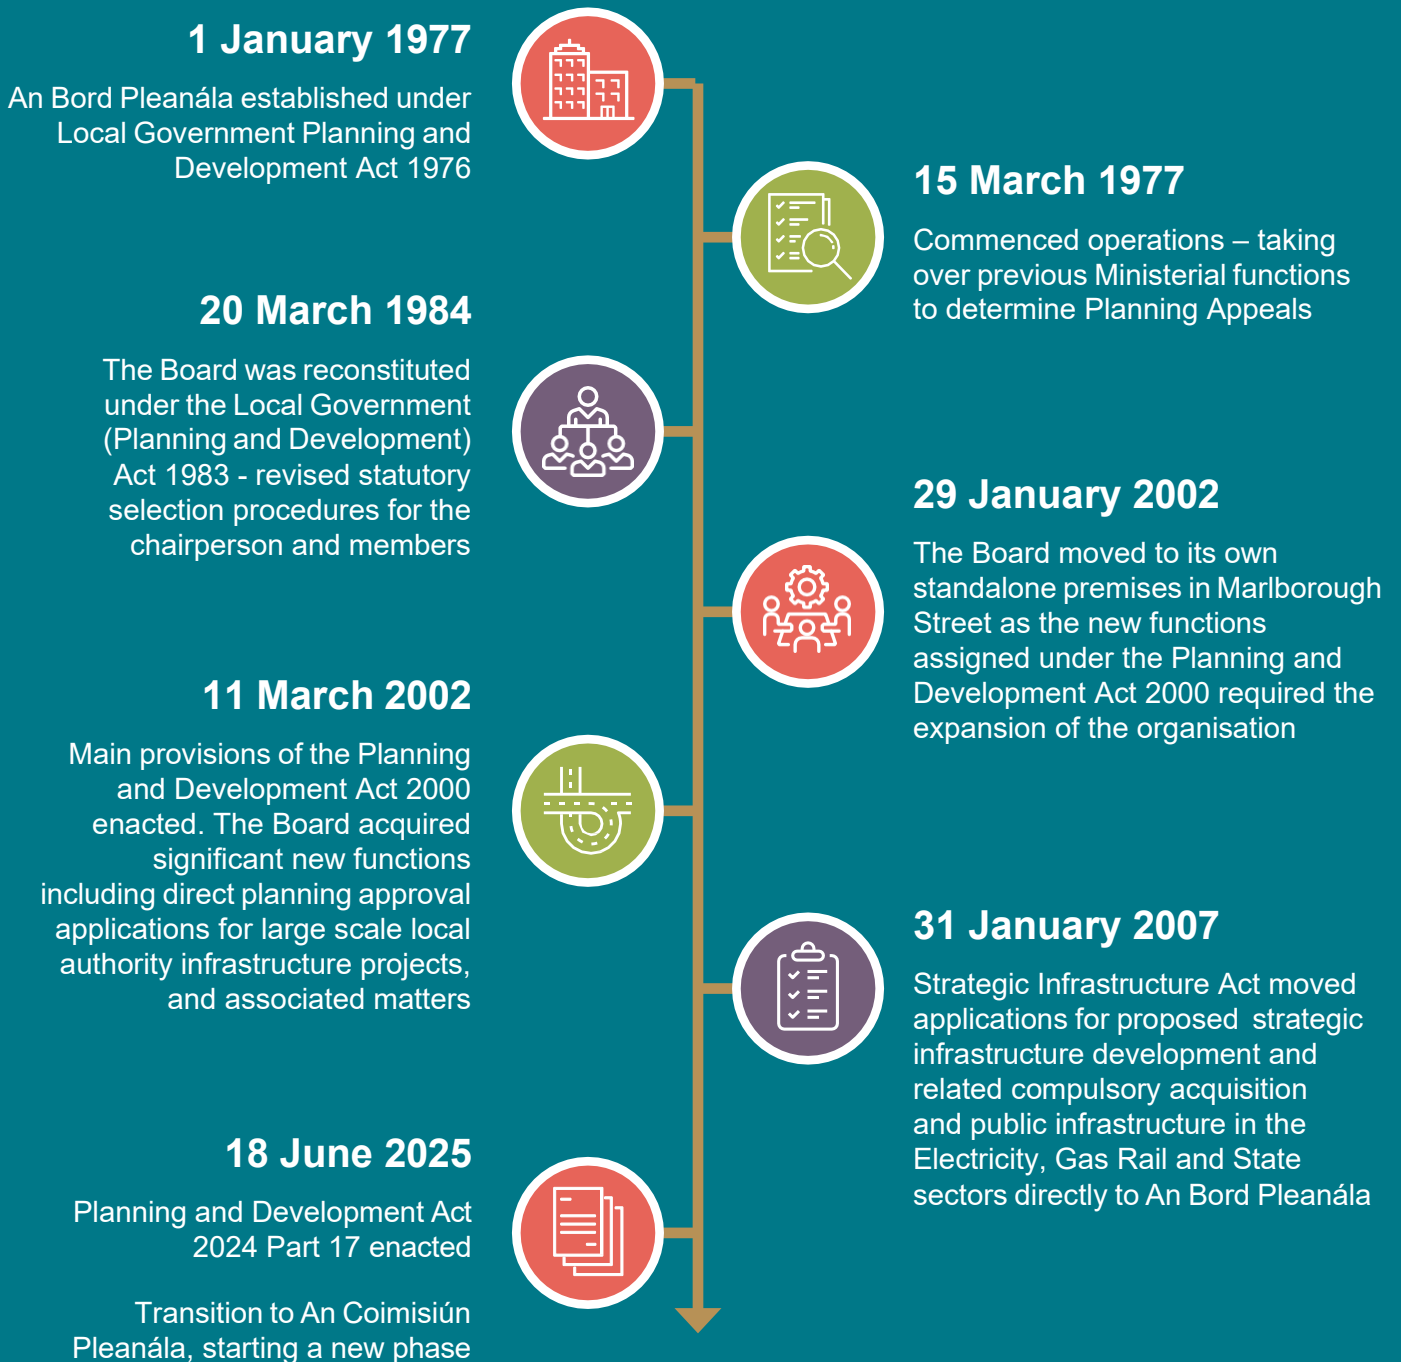 1 January 1977
An Bord Pleanála established under
Local Government Planning and
Development Act 1976
15 March 1977
Commenced operations – taking
over previous Ministerial functions
to determine Planning Appeals
20 March 1984
The Board was reconstituted
under the Local Government
(Planning and Development)
Act 1983 - revised statutory
selection procedures for the
chairperson and members
29 January 2002
The Board moved to its own
standalone premises in Marlborough
Street as the new functions
assigned under the Planning and
Development Act 2000 required the
expansion of the organisation
11 March 2002
Main provisions of the Planning
and Development Act 2000
enacted. The Board acquired
significant new functions
including direct planning approval
applications for large scale local
authority infrastructure projects,
and associated matters
31 January 2007
Strategic Infrastructure Act moved
applications for proposed strategic
infrastructure development and
related compulsory acquisition
and public infrastructure in the
Electricity, Gas Rail and State
sectors directly to An Bord Pleanála
18 June 2025
Planning and Development Act
2024 Part 17 enacted
Transition to An Coimisiún
Pleanála, starting a new phase